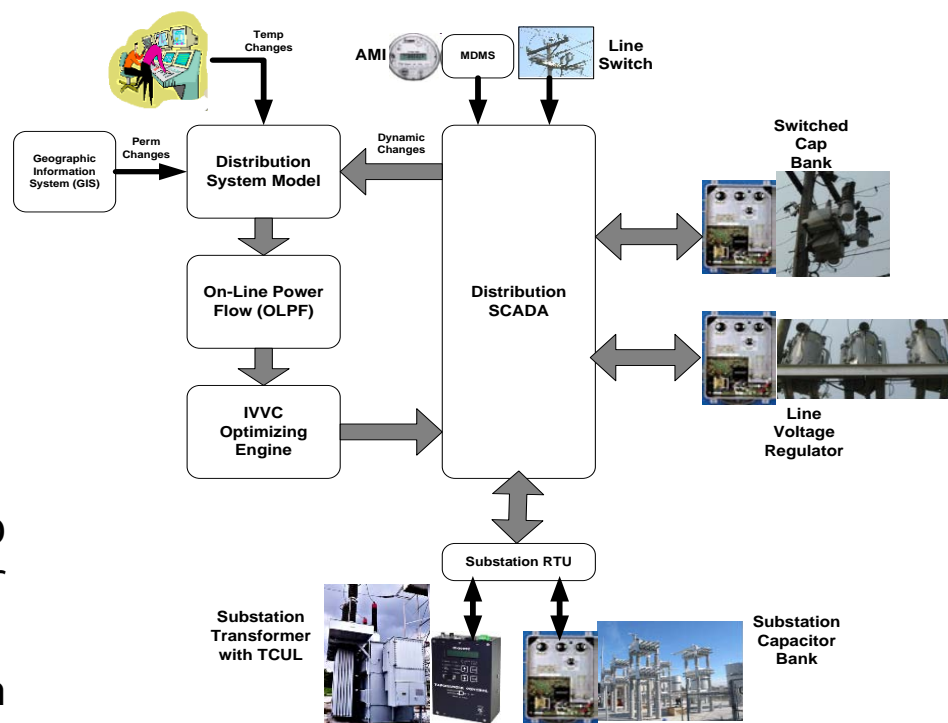 Temp
Changes
AMI
MDMS
Line
Switch
Geographic
Information
System (GIS)
Perm
Changes
Distribution
System Model
Dynamic
Changes
Switched
Cap
Bank
On-Line Power
Flow (OLPF)
Distribution
SCADA
IVVC
Optimizing
Engine
Line
Voltage
Regulator
Substation RTU
Substation
Transformer
with TCUL
Substation
Capacitor
Bank